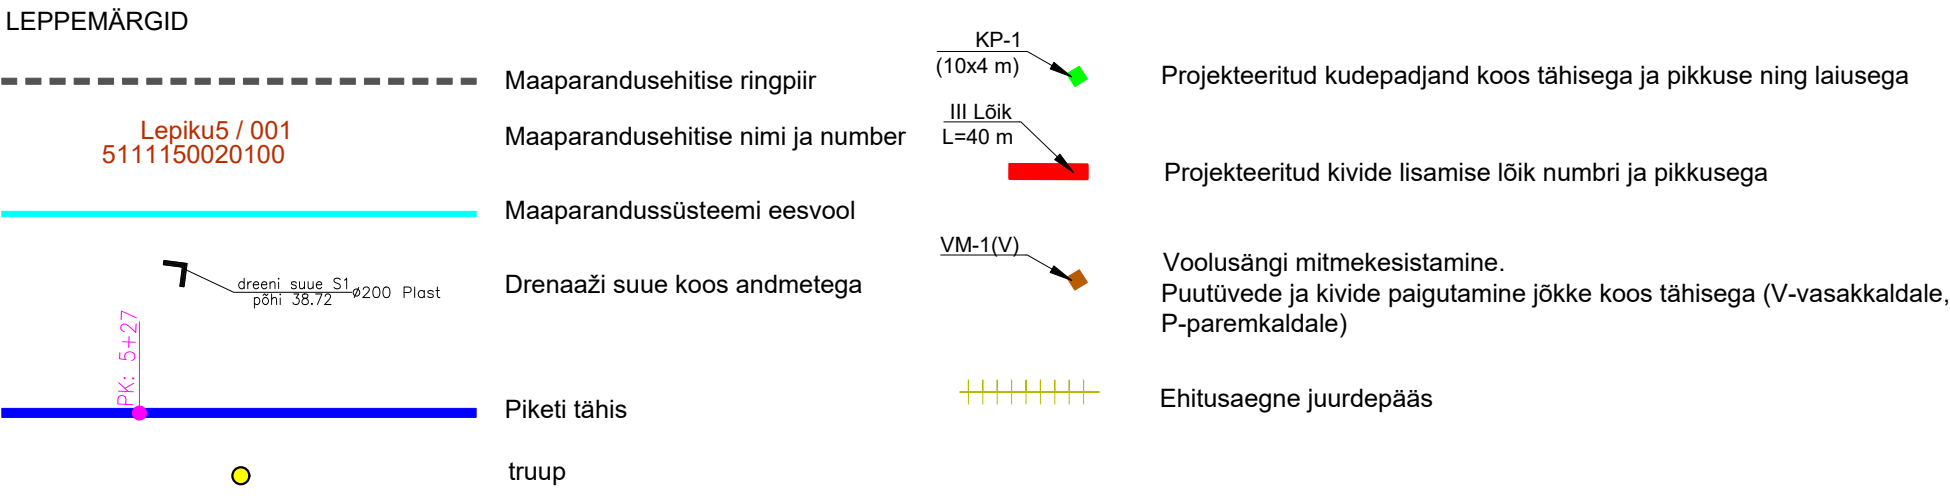 LEPPEMÄRGID
Maaparandusehitise ringpiir
Lepiku5 / 001
5111150020100
Maaparandusehitise nimi ja number
Maaparandussüsteemi eesvool
dreeni suue S1
põhi 38.72
ø200 Plast
Drenaaži suue koos andmetega
PK: 5+27
Piketi tähis
truup
KP-1
(10x4 m)
Projekteeritud kudepadjand koos tähisega ja pikkuse ning laiusega
III Lõik
L=40 m
Projekteeritud kivide lisamise lõik numbri ja pikkusega
VM-1(V)
Voolusängi mitmekesistamine.
Puutüvede ja kivide paigutamine jõkke koos tähisega (V-vasakkaldale,
P-paremkaldale)
Ehitusaegne juurdepääs